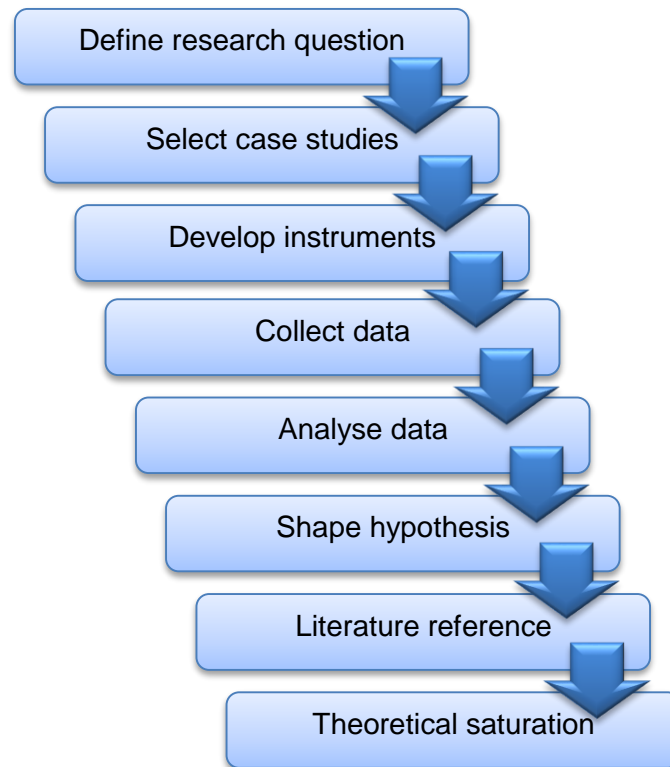 Define research question
Select case studies
Develop instruments
Collect data
Analyse data
Shape hypothesis
Literature reference
Theoretical saturation